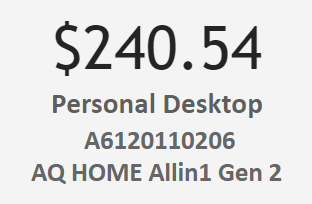 $240.54
Personal Desktop
A6120110206
AQ HOME Allin1 Gen 2